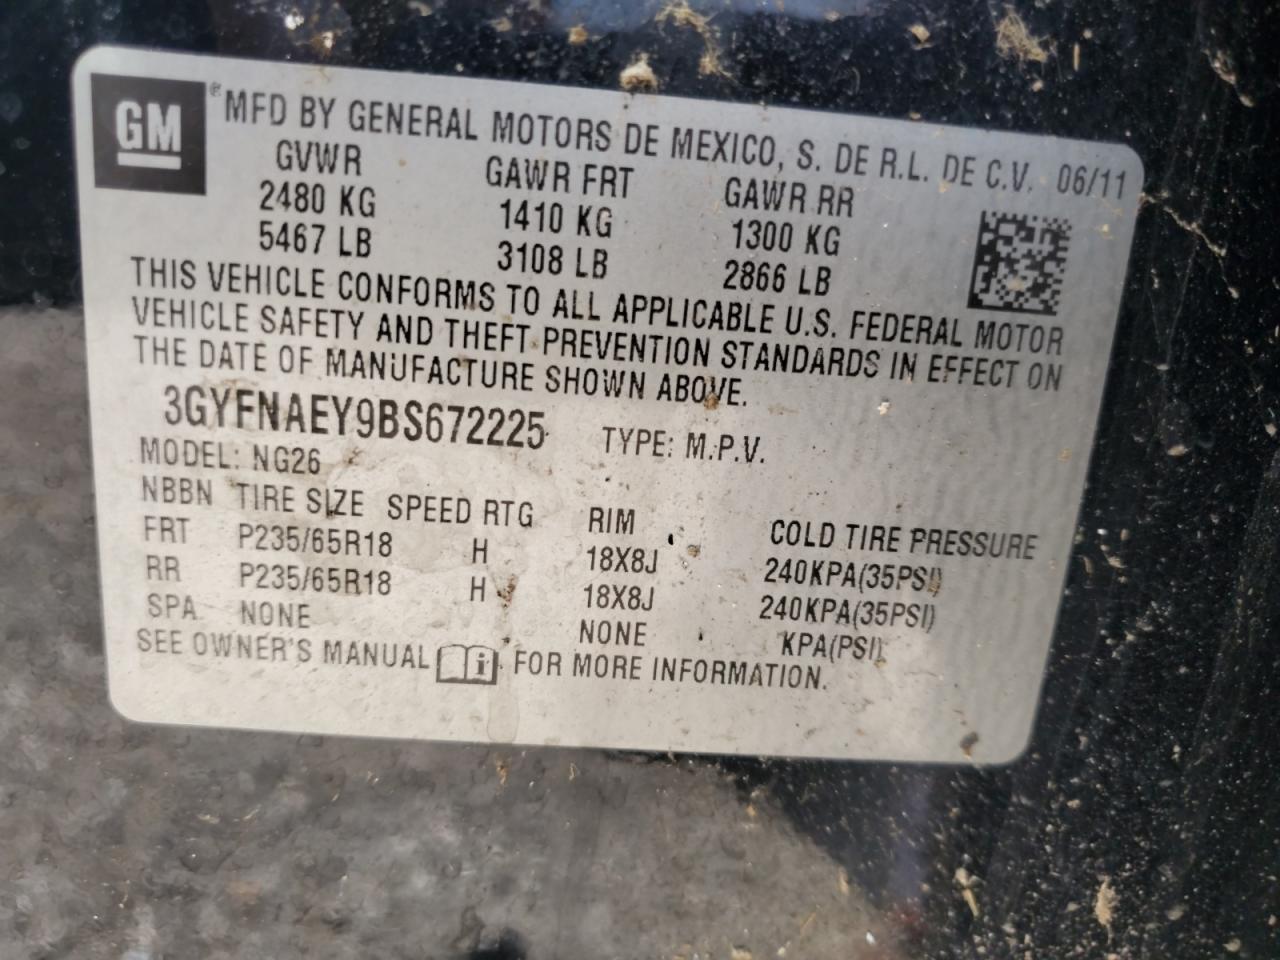 GM® MFD BY GENERAL MOTORS DE MEXICO, S. DE R.L. DE C.V. 06/11
GVWR GAWR FRT GAWR RR
2480 KG 1410 KG 1300 KG
5467 LB 3108 LB 2866 LB
THIS VEHICLE CONFORMS TO ALL APPLICABLE U.S. FEDERAL MOTOR
VEHICLE SAFETY AND THEFT PREVENTION STANDARDS IN EFFECT ON
THE DATE OF MANUFACTURE SHOWN ABOVE.
3GYFNAEY9BS672225 TYPE: M.P.V.
MODEL: NG26
NBBN TIRE SIZE SPEED RTG RIM COLD TIRE PRESSURE
FRT P235/65R18 H 18X8J 240KPA(35PSI)
RR P235/65R18 H 18X8J 240KPA(35PSI)
SPA NONE NONE KPA(PSI)
SEE OWNER'S MANUAL FOR MORE INFORMATION.